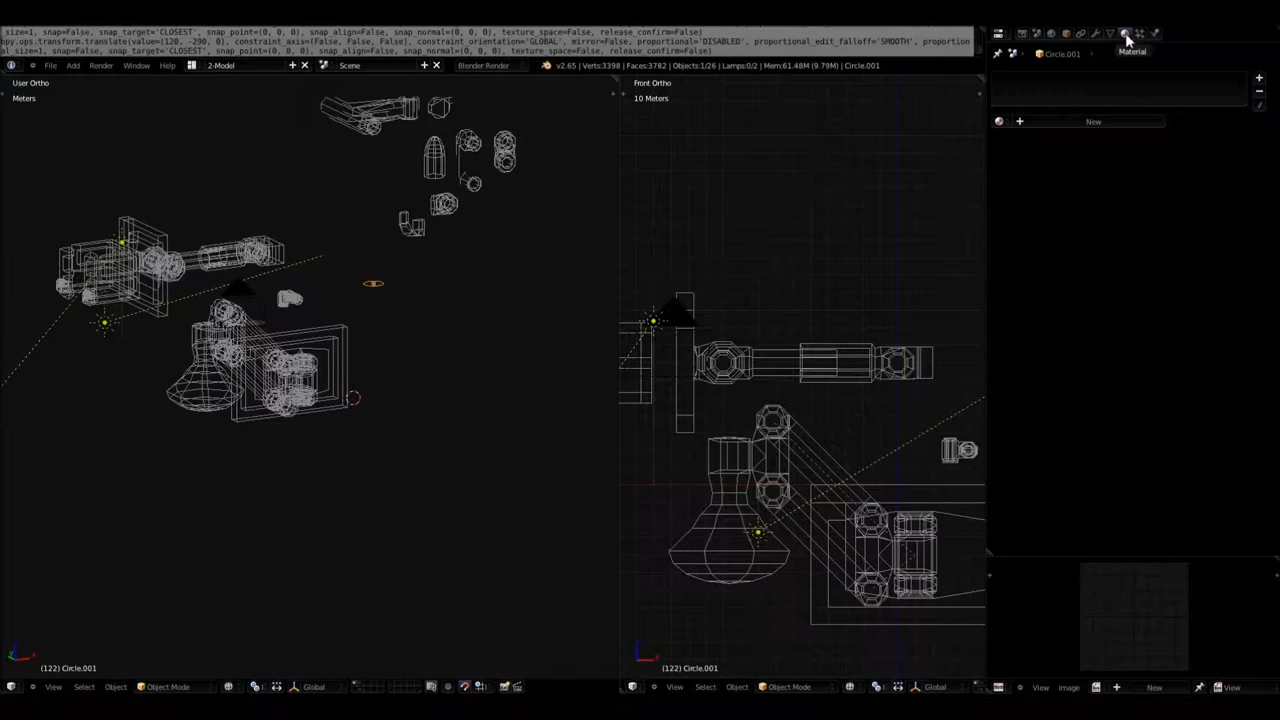 _size=1, snap=False, snap_target='CLOSEST', snap_point=(0, 0, 0), snap_align=False, snap_normal=(0, 0, 0), texture_space=False, release_confirm=False)
opy.ops.transform.translate(value=(120, -290, 0), constraint_axis=(False, False, False), constraint_orientation='GLOBAL', mirror=False, proportional='DISABLED', proportional_edit_falloff='SMOOTH', proportion
al_size=1, snap=False, snap_target='CLOSEST', snap_point=(0, 0, 0), snap_align=False, snap_normal=(0, 0, 0), texture_space=False, release_confirm=False)
Material
Circle.001
File Add Render Window Help 2-Model Scene Blender Render v2.65 | Verts:3398 | Faces:3782 | Objects:1/26 | Lamps:0/2 | Mem:61.48M (9.79M) | Circle.001
User Ortho
Meters
Front Ortho
10 Meters
New
(122) Circle.001
(122) Circle.001
View Select Object Object Mode Global
View Select Object Object Mode Global
View Image New View